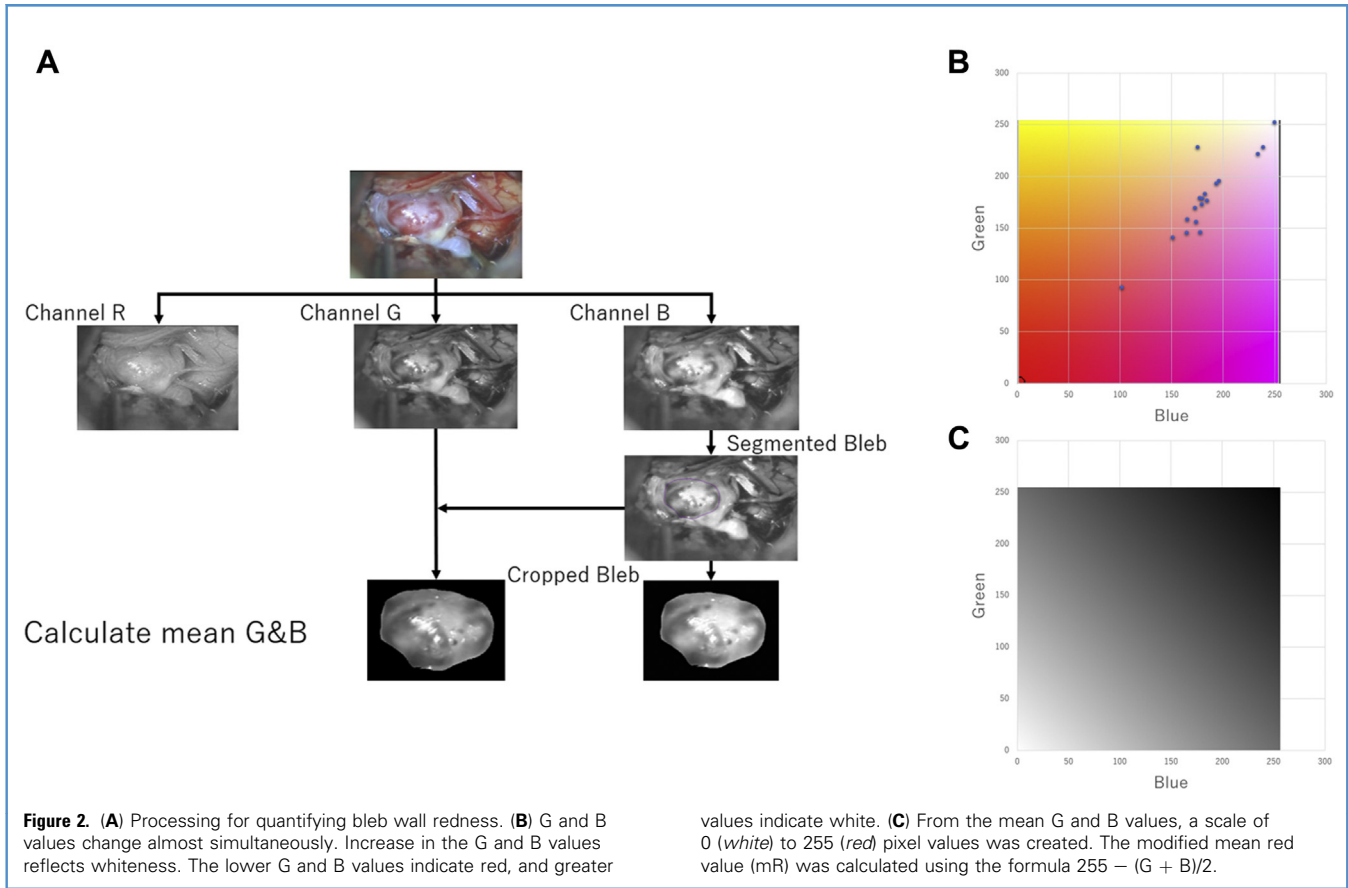 A
Channel R
Channel G
Channel B
Segmented Bleb
Cropped Bleb
Calculate mean G&B
B
300
250
200
150
100
50
0
Green
0 50 100 150 200 250 300
Blue
C
300
250
200
150
100
50
0
Green
0 50 100 150 200 250 300
Blue
Figure 2. (A) Processing for quantifying bleb wall redness. (B) G and B
values change almost simultaneously. Increase in the G and B values
reflects whiteness. The lower G and B values indicate red, and greater
values indicate white. (C) From the mean G and B values, a scale of
0 (white) to 255 (red) pixel values was created. The modified mean red
value (mR) was calculated using the formula 255 − (G + B)/2.